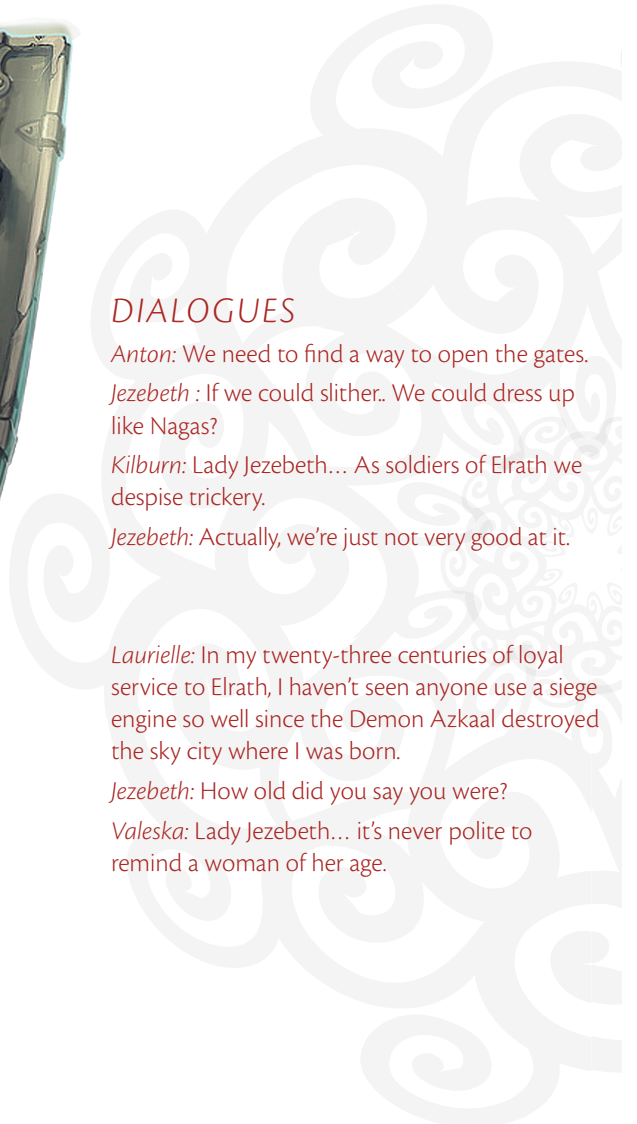 DIALOGUES
Anton: We need to find a way to open the gates.
Jezebeth : If we could slither.. We could dress up
like Nagas?
Kilburn: Lady Jezebeth… As soldiers of Elrath we
despise trickery.
Jezebeth: Actually, we’re just not very good at it.
Laurielle: In my twenty-three centuries of loyal
service to Elrath, I haven’t seen anyone use a siege
engine so well since the Demon Azkaal destroyed
the sky city where I was born.
Jezebeth: How old did you say you were?
Valeska: Lady Jezebeth… it’s never polite to
remind a woman of her age.